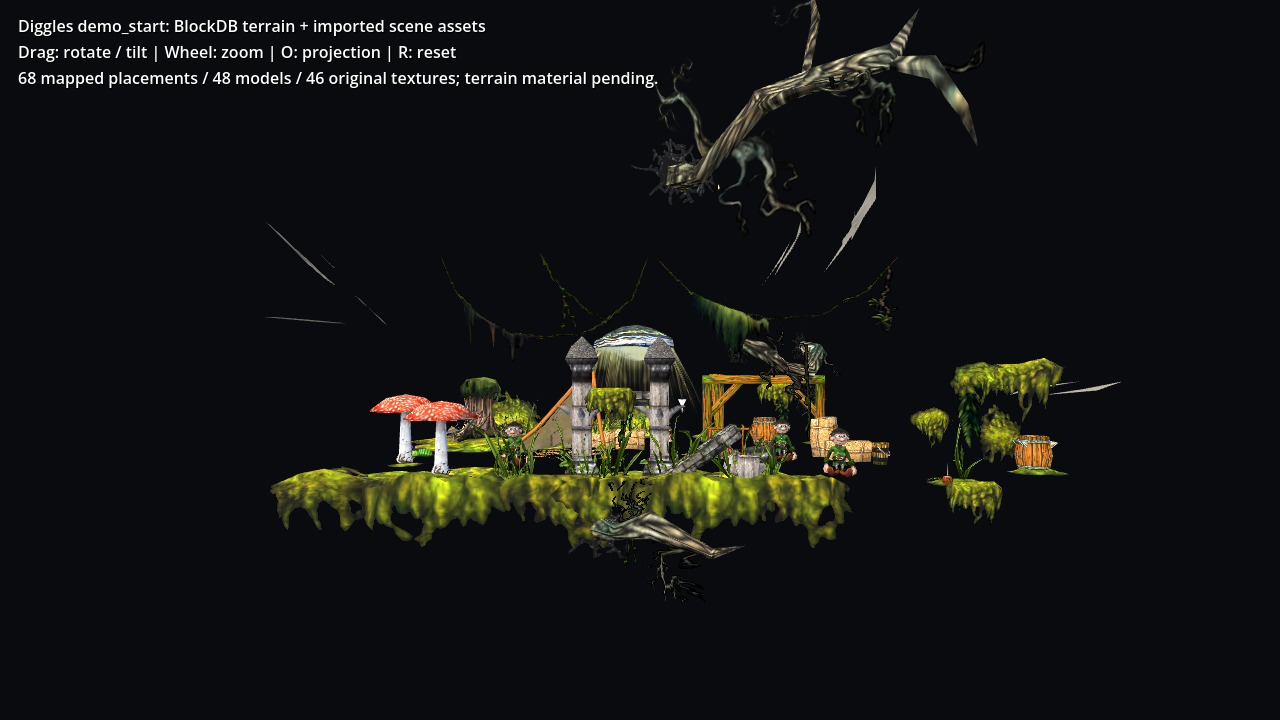 Diggles demo_start: BlockDB terrain + imported scene assets
Drag: rotate / tilt | Wheel: zoom | O: projection | R: reset
68 mapped placements / 48 models / 46 original textures; terrain material pending.